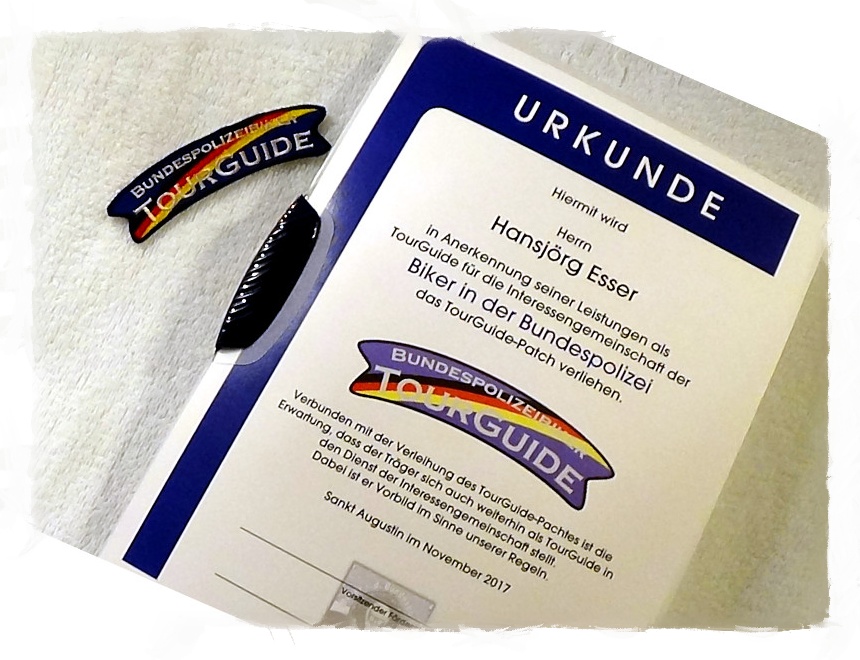 BUNDESPOLIZEIBIKER
TOURGUIDE
URKUNDE
Hiermit wird
Herrn
Hansjörg Esser
in Anerkennung seiner Leistungen als
TourGuide für die Interessengemeinschaft der
Biker in der Bundespolizei
das TourGuide-Patch verliehen.
BUNDESPOLIZEIBIKER
TOURGUIDE
Verbunden mit der Verleihung des TourGuide-Pachtes ist die
Erwartung, dass der Träger sich auch weiterhin als TourGuide in
den Dienst der Interessengemeinschaft stellt.
Dabei ist er Vorbild im Sinne unserer Regeln.
Sankt Augustin im November 2017
Vorsitzender